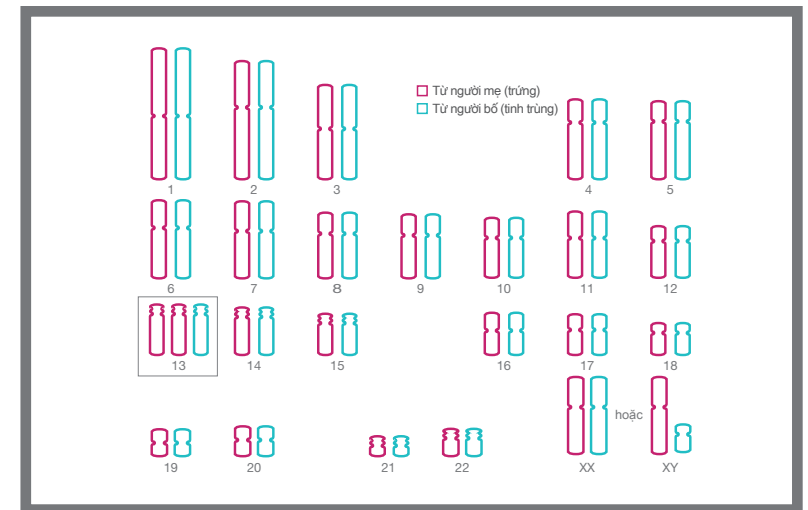 Từ người mẹ (trứng)
Từ người bố (tinh trùng)
1 2 3 4 5
6 7 8 9 10 11 12
13 14 15 16 17 18
hoặc
19 20 21 22 XX XY